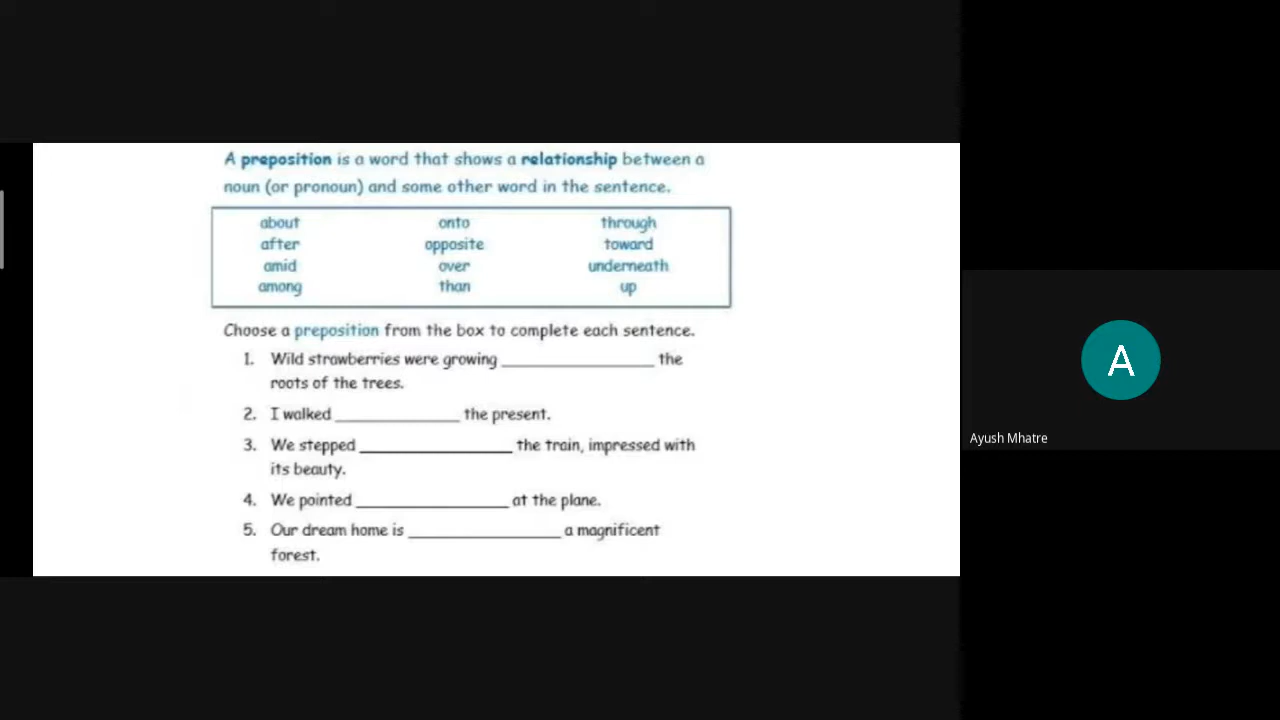 A preposition is a word that shows a relationship between a
noun (or pronoun) and some other word in the sentence.
about onto through
after opposite toward
amid over underneath
among than up
Choose a preposition from the box to complete each sentence.
1. Wild strawberries were growing ________________ the
roots of the trees.
2. I walked _____________ the present.
3. We stepped ________________ the train, impressed with
its beauty.
4. We pointed ________________ at the plane.
5. Our dream home is ________________ a magnificent
forest.
A
Ayush Mhatre